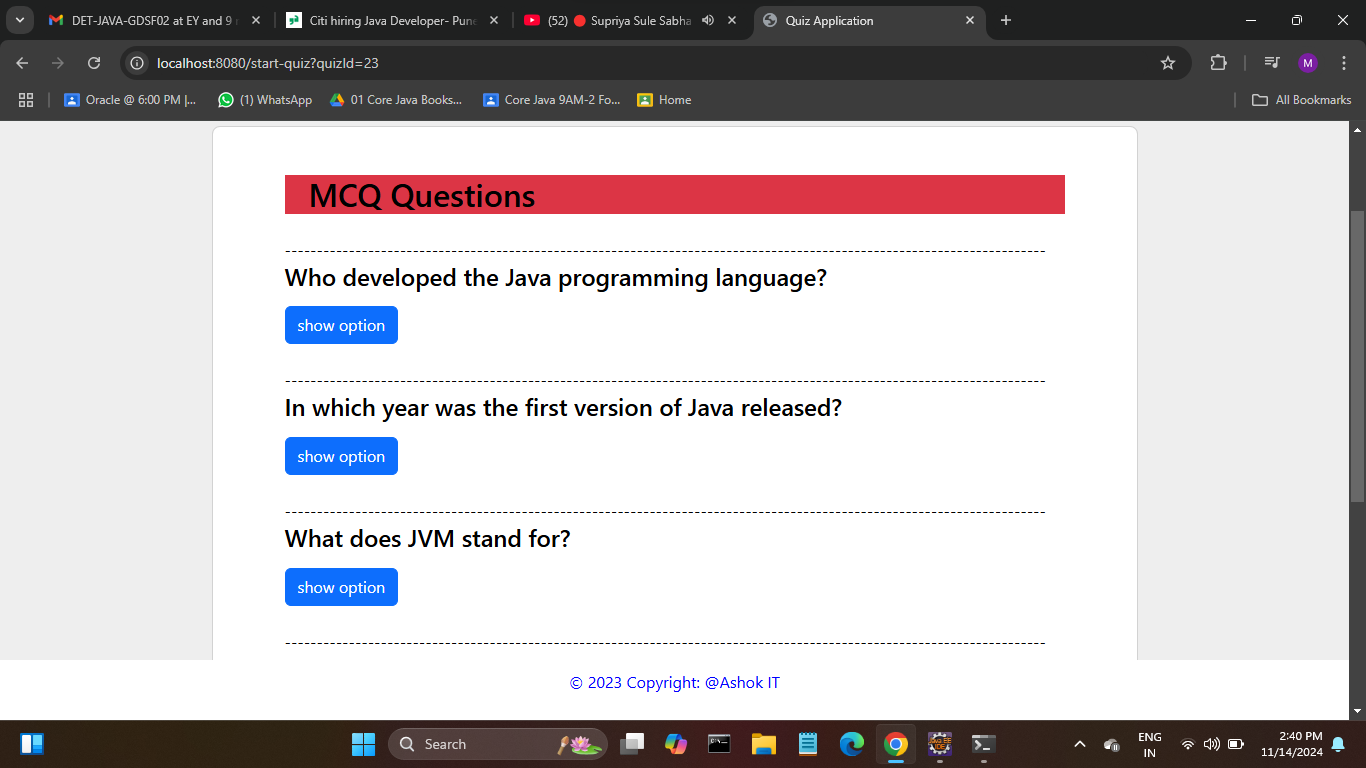 DET-JAVA-GDSF02 at EY and 9
Citi hiring Java Developer- Pune
(52) 🔴 Supriya Sule Sabha
Quiz Application
localhost:8080/start-quiz?quizId=23
M
Oracle @ 6:00 PM |...
(1) WhatsApp
01 Core Java Books...
Core Java 9AM-2 Fo...
Home
All Bookmarks
MCQ Questions
Who developed the Java programming language?
show option
In which year was the first version of Java released?
show option
What does JVM stand for?
show option
© 2023 Copyright: @Ashok IT
Search
ENG
IN
2:40 PM
11/14/2024